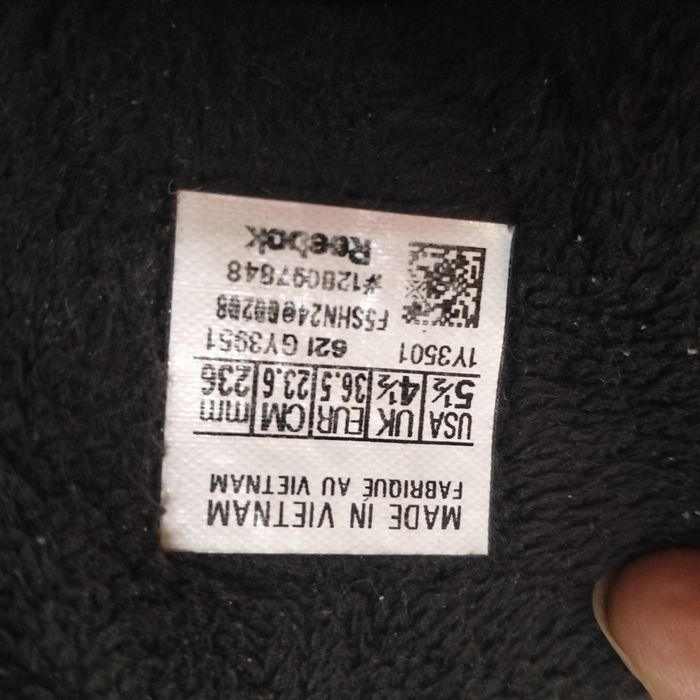 MADE IN VIETNAM
FABRIQUÉ AU VIETNAM
USA UK EUR CM mm
5½ 4½ 36.5 23.6 236
1Y3501 621 GY3951
#128097848
Reebok